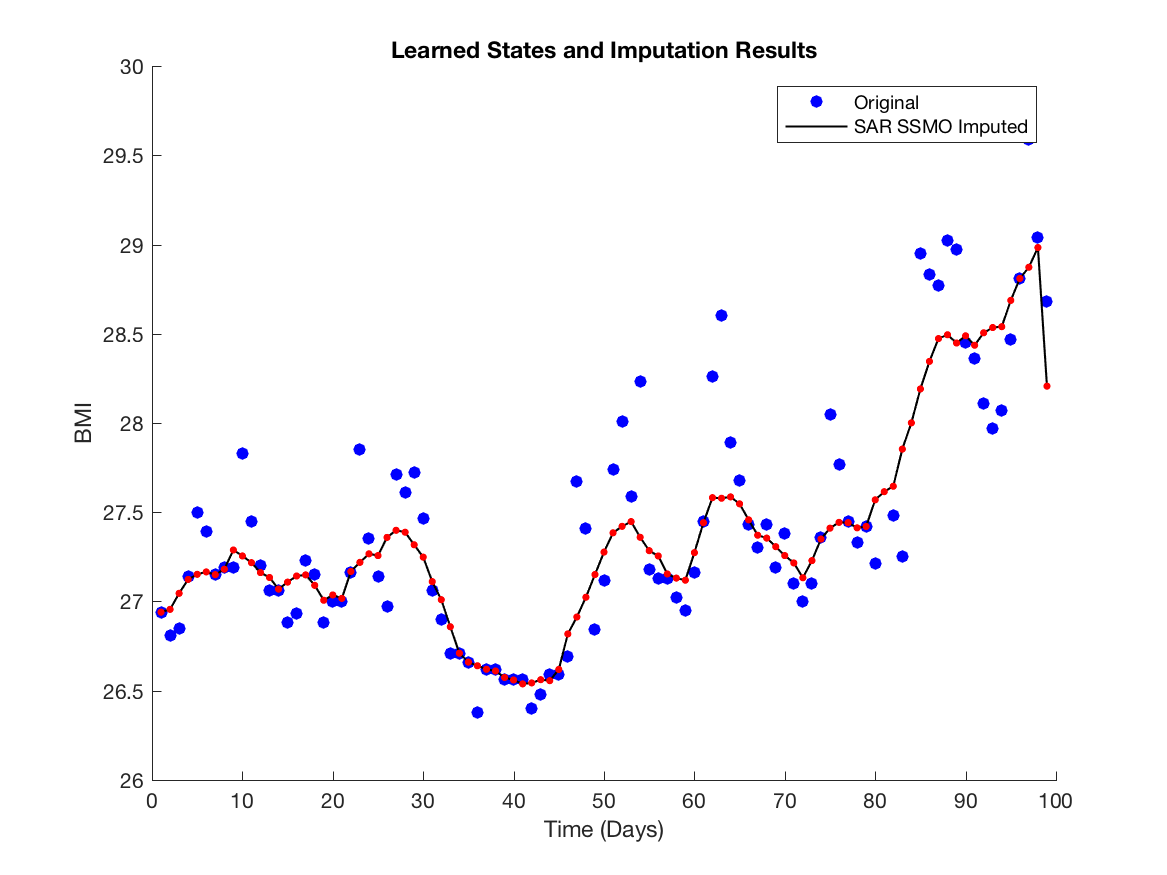 Learned States and Imputation Results
Original
SAR SSMO Imputed
30
29.5
29
28.5
28
27.5
27
26.5
26
BMI
0 10 20 30 40 50 60 70 80 90 100
Time (Days)